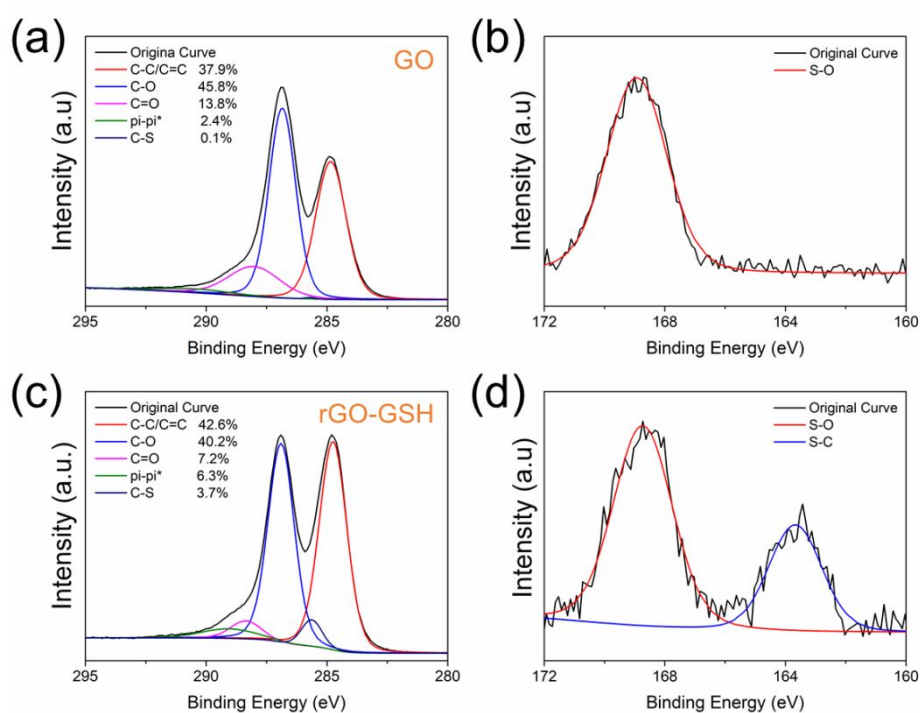 (a)
Origina Curve
C-C/C=C 37.9%
C-O 45.8%
C=O 13.8%
pi-pi* 2.4%
C-S 0.1%
GO
Intensity (a.u)
295 290 285 280
Binding Energy (eV)
(b)
Original Curve
S-O
Intensity (a.u)
172 168 164 160
Binding Energy (eV)
(c)
Original Curve
C-C/C=C 42.6%
C-O 40.2%
C=O 7.2%
pi-pi* 6.3%
C-S 3.7%
rGO-GSH
Intensity (a.u.)
295 290 285 280
Binding Energy (eV)
(d)
Original Curve
S-O
S-C
Intensity (a.u.)
172 168 164 160
Binding Energy (eV)